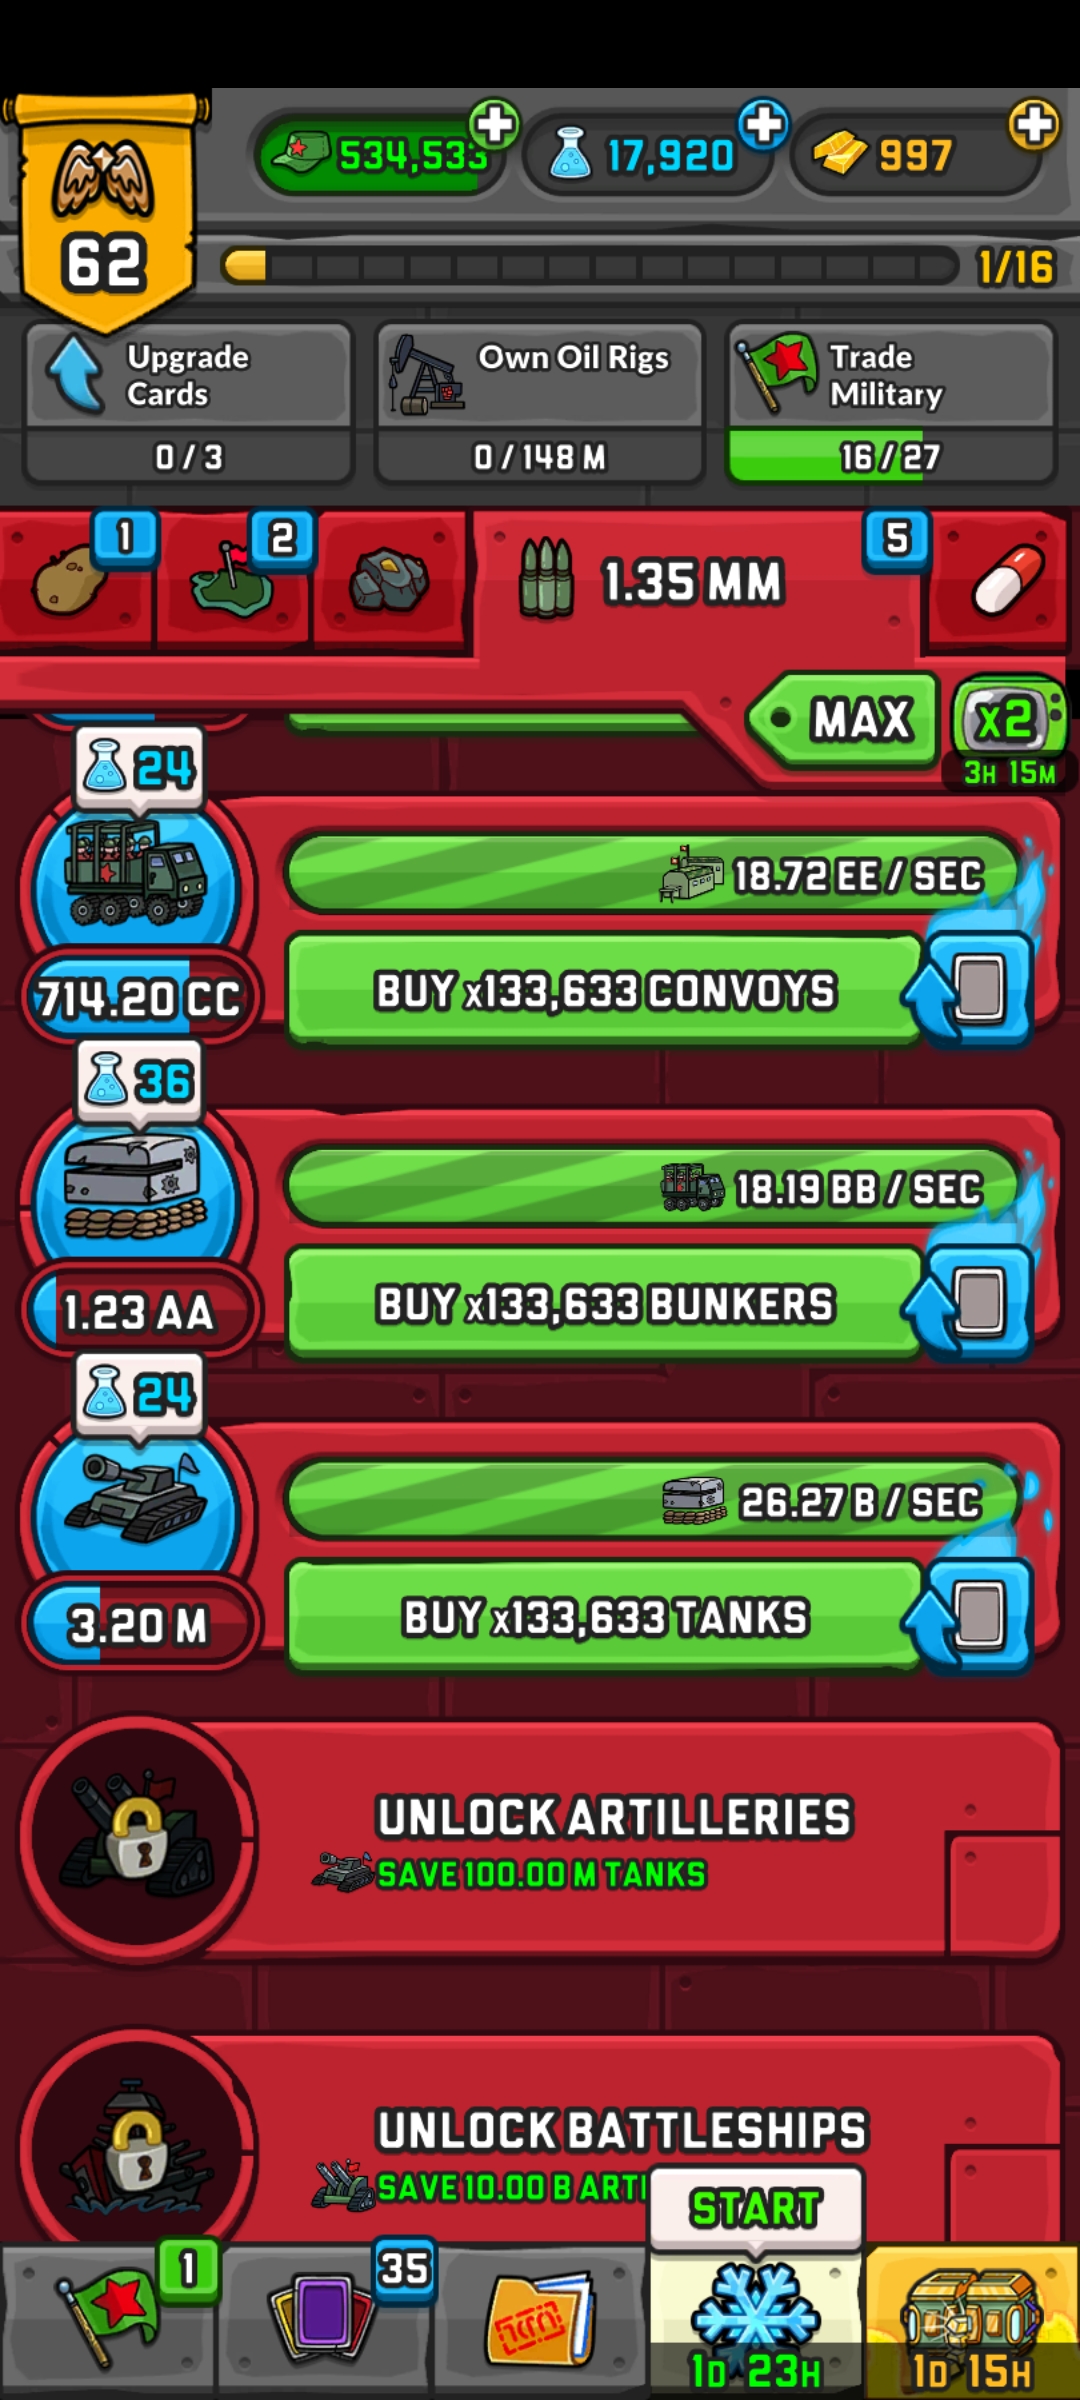 534,533
17,920
997
62
1/16
Upgrade
Cards
0 / 3
Own Oil Rigs
0 / 148 M
Trade
Military
16 / 27
1
2
1.35 MM
5
MAX
x2
3H 15M
24
18.72 EE / SEC
714.20 CC
BUY x133,633 CONVOYS
36
18.19 BB / SEC
1.23 AA
BUY x133,633 BUNKERS
24
26.27 B / SEC
3.20 M
BUY x133,633 TANKS
UNLOCK ARTILLERIES
SAVE 100.00 M TANKS
UNLOCK BATTLESHIPS
SAVE 10.00 B ARTI
START
1
35
1D 23H
1D 15H